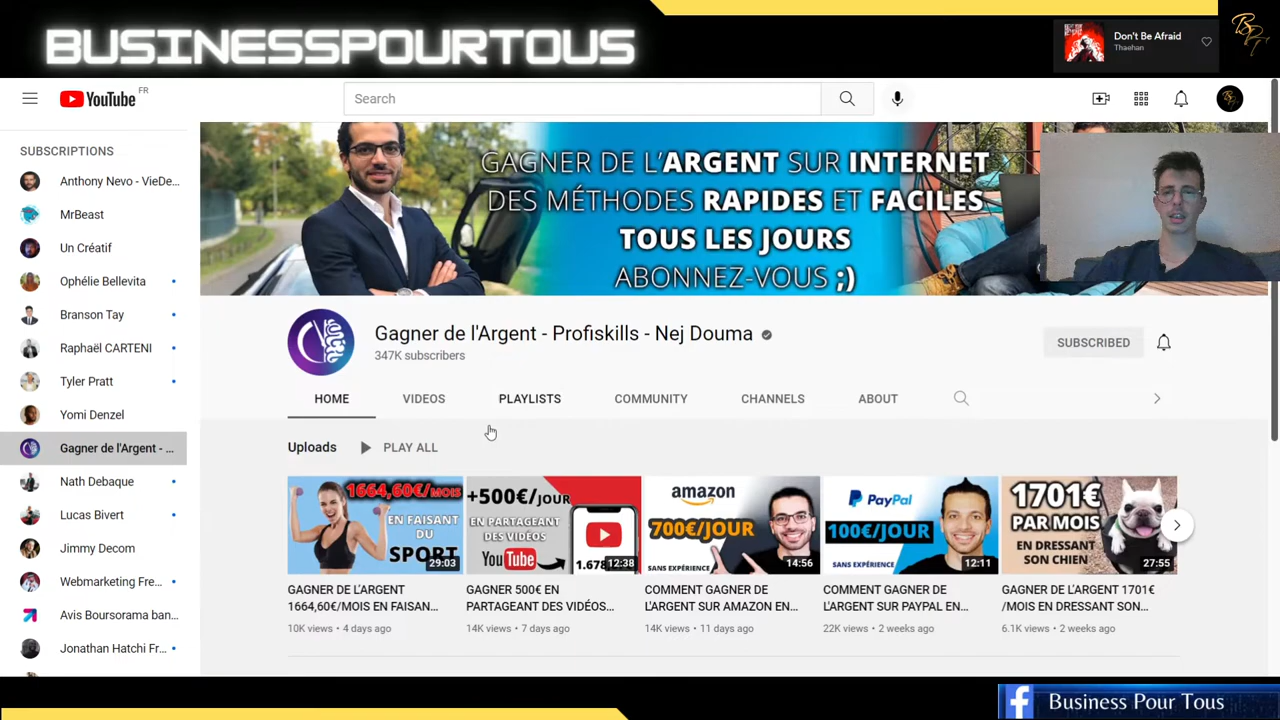 BUSINESSPOURTOUS
Don't Be Afraid
Thaehan
YouTube FR
Search
SUBSCRIPTIONS
Anthony Nevo - VieDe...
MrBeast
Un Créatif
Ophélie Bellevita
Branson Tay
Raphaël CARTENI
Tyler Pratt
Yomi Denzel
Gagner de l'Argent - ...
Nath Debaque
Lucas Bivert
Jimmy Decom
Webmarketing Fre...
Avis Boursorama ban...
Jonathan Hatchi Fr...
GAGNER DE L'ARGENT SUR INTERNET
DES MÉTHODES RAPIDES ET FACILES
TOUS LES JOURS
ABONNEZ-VOUS ;)
Gagner de l'Argent - Profiskills - Nej Douma
347K subscribers
SUBSCRIBED
HOME VIDEOS PLAYLISTS COMMUNITY CHANNELS ABOUT
Uploads PLAY ALL
1664,60€/MOIS
EN FAISANT
DU
SPORT
29:03
GAGNER DE L'ARGENT
1664,60€/MOIS EN FAISAN...
10K views • 4 days ago
+500€/JOUR
EN PARTAGEANT
DES VIDÉOS
YouTube
1.678
12:38
GAGNER 500€ EN
PARTAGEANT DES VIDÉOS...
14K views • 7 days ago
amazon
700€/JOUR
SANS EXPÉRIENCE
14:56
COMMENT GAGNER DE
L'ARGENT SUR AMAZON EN...
14K views • 11 days ago
PayPal
100€/JOUR
SANS EXPÉRIENCE
12:11
COMMENT GAGNER DE
L'ARGENT SUR PAYPAL EN...
22K views • 2 weeks ago
1701€
PAR MOIS
EN DRESSANT
SON CHIEN
27:55
GAGNER DE L'ARGENT 1701€
/MOIS EN DRESSANT SON...
6.1K views • 2 weeks ago
Business Pour Tous